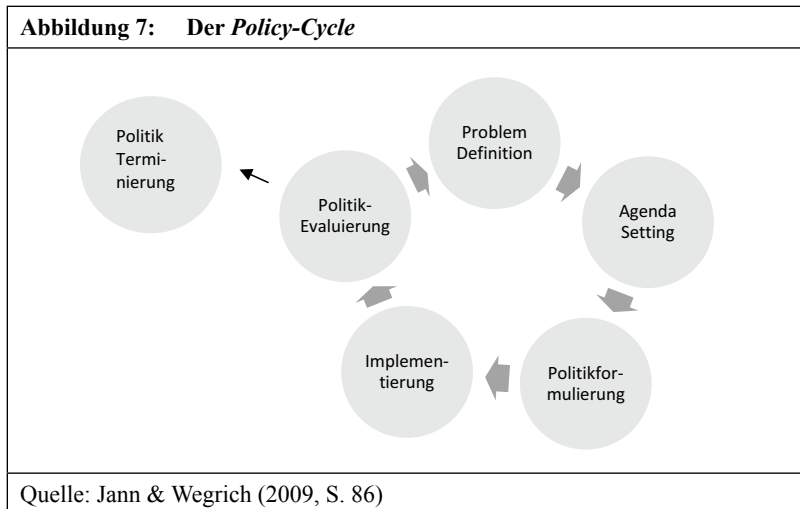 Abbildung 7: Der Policy-Cycle
Problem
Definition
Agenda
Setting
Politikfor-
mulierung
Implemen-
tierung
Politik-
Evaluierung
Politik
Termi-
nierung
Quelle: Jann & Wegrich (2009, S. 86)